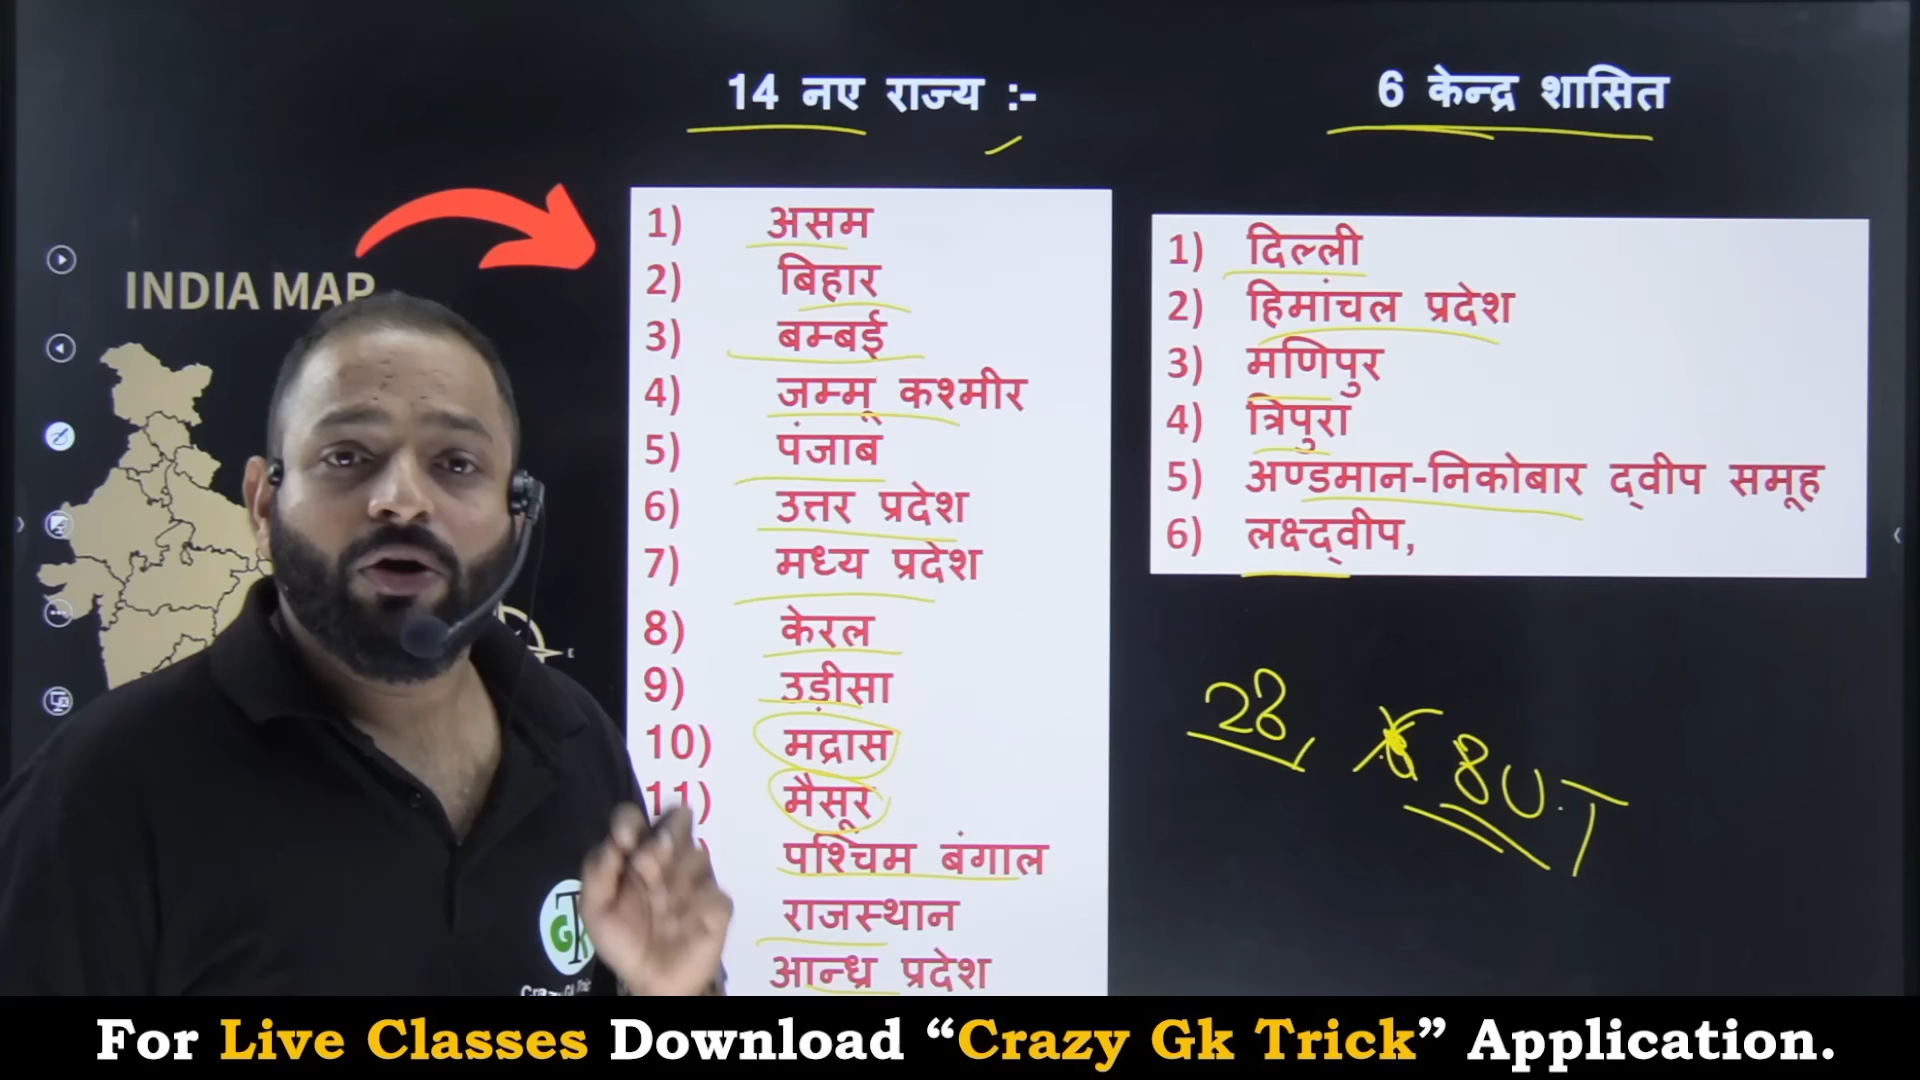 14 नए राज्य :-
6 केन्द्र शासित
INDIA MAP
1) असम
2) बिहार
3) बम्बई
4) जम्मू कश्मीर
5) पंजाब
6) उत्तर प्रदेश
7) मध्य प्रदेश
8) केरल
9) उड़ीसा
10) मद्रास
11) मैसूर
) पश्चिम बंगाल
राजस्थान
आन्ध्र प्रदेश
1) दिल्ली
2) हिमांचल प्रदेश
3) मणिपुर
4) त्रिपुरा
5) अण्डमान-निकोबार द्वीप समूह
6) लक्ष्द्वीप,
28, 8 U.T
E
GT
For Live Classes Download “Crazy Gk Trick” Application.